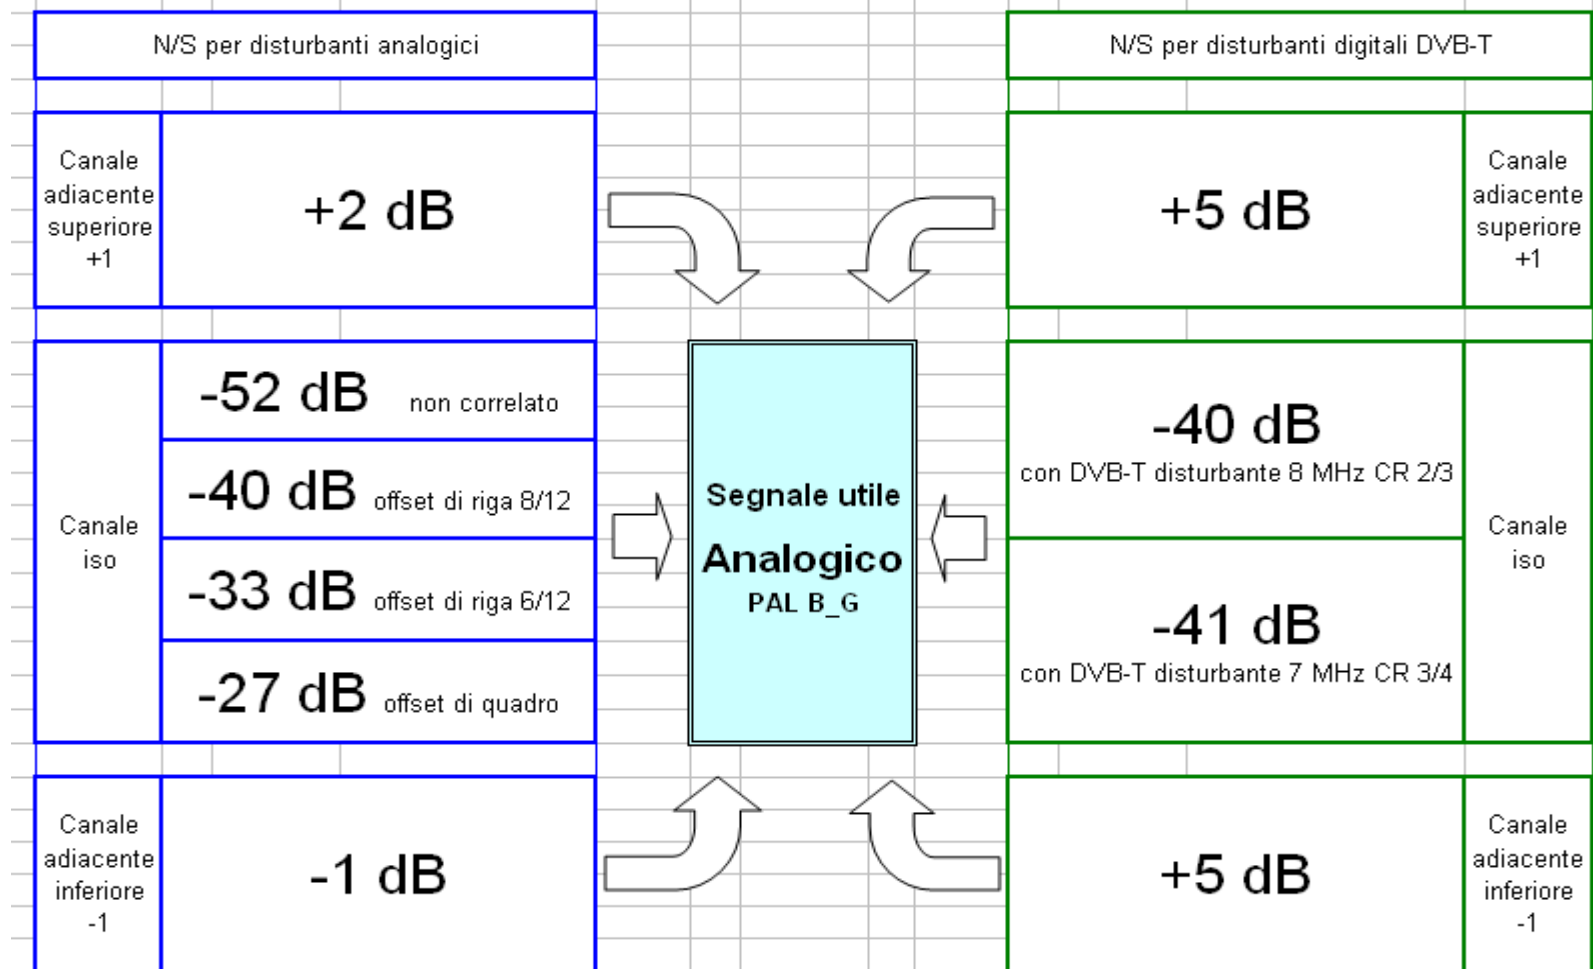 N/S per disturbanti analogici
N/S per disturbanti digitali DVB-T
Canale
adiacente
superiore
+1
+2 dB
+5 dB
Canale
adiacente
superiore
+1
Canale
iso
-52 dB non correlato
-40 dB offset di riga 8/12
-33 dB offset di riga 6/12
-27 dB offset di quadro
Segnale utile
Analogico
PAL B_G
-40 dB
con DVB-T disturbante 8 MHz CR 2/3
-41 dB
con DVB-T disturbante 7 MHz CR 3/4
Canale
iso
Canale
adiacente
inferiore
-1
-1 dB
+5 dB
Canale
adiacente
inferiore
-1